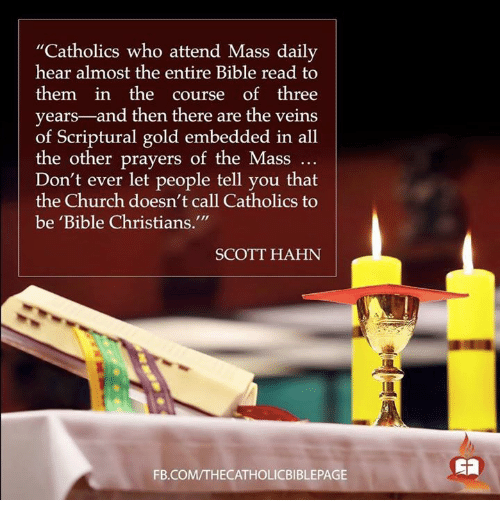 “Catholics who attend Mass daily
hear almost the entire Bible read to
them in the course of three
years—and then there are the veins
of Scriptural gold embedded in all
the other prayers of the Mass ...
Don’t ever let people tell you that
the Church doesn’t call Catholics to
be ‘Bible Christians.’”
SCOTT HAHN
FB.COM/THECATHOLICBIBLEPAGE